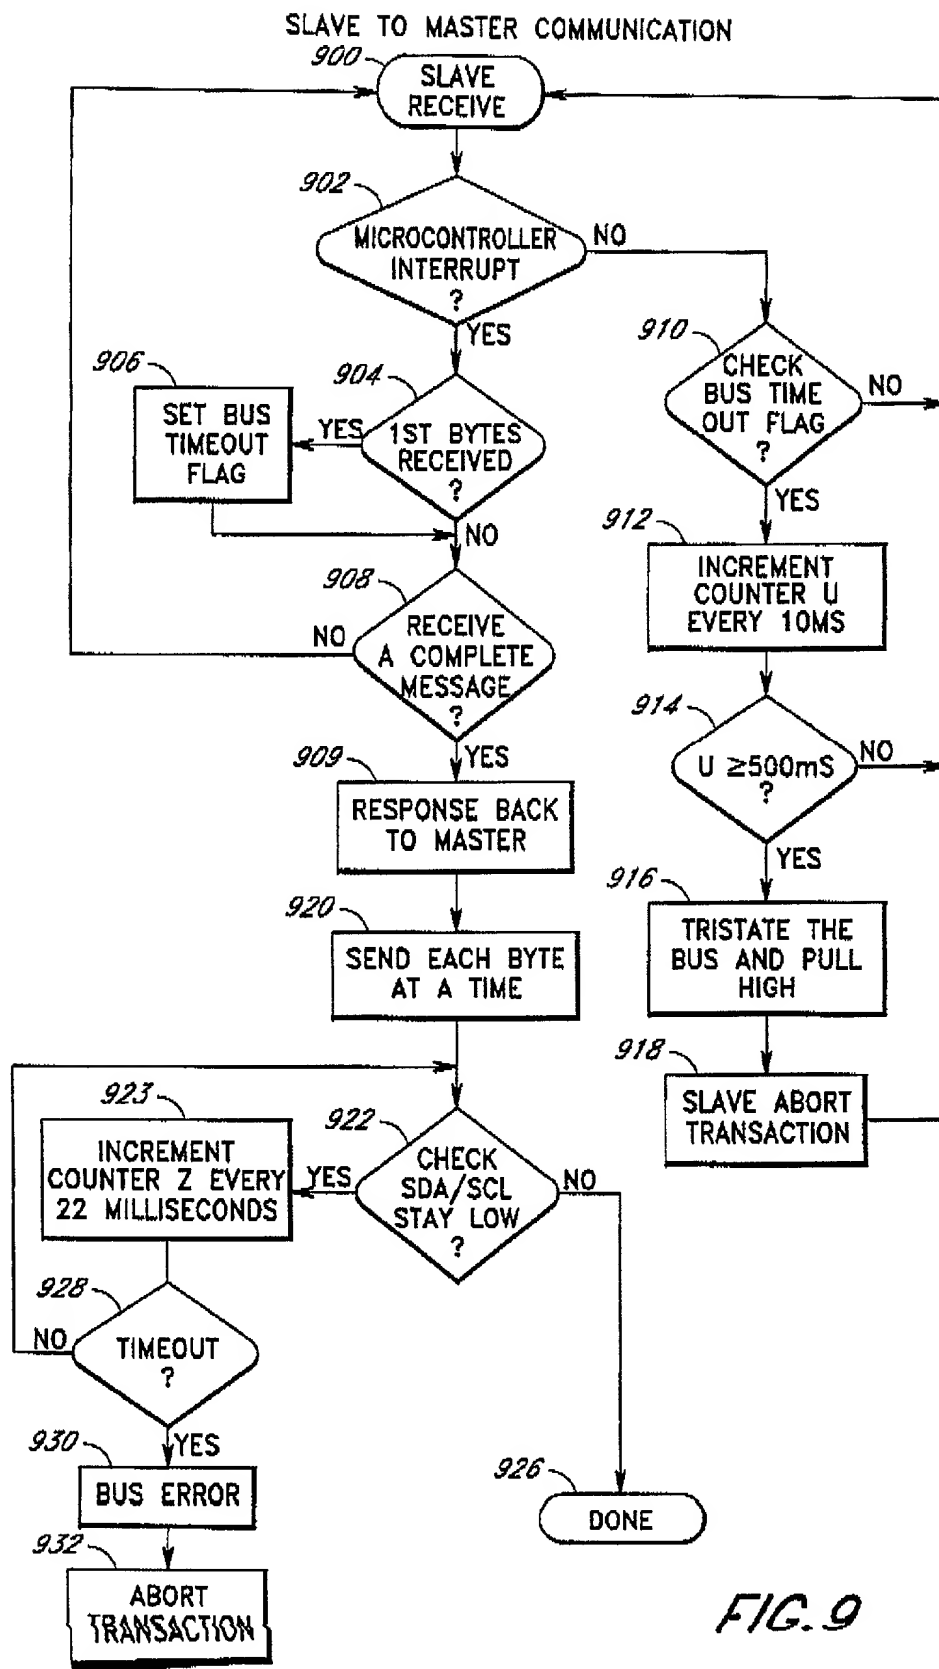 SLAVE TO MASTER COMMUNICATION
900
SLAVE
RECEIVE
902
MICROCONTROLLER
INTERRUPT
?
NO
YES
904
1ST BYTES
RECEIVED
?
YES
NO
906
SET BUS
TIMEOUT
FLAG
908
RECEIVE
A COMPLETE
MESSAGE
?
NO
YES
909
RESPONSE BACK
TO MASTER
920
SEND EACH BYTE
AT A TIME
922
CHECK
SDA/SCL
STAY LOW
?
YES
NO
923
INCREMENT
COUNTER Z EVERY
22 MILLISECONDS
928
TIMEOUT
?
NO
YES
930
BUS ERROR
932
ABORT
TRANSACTION
926
DONE
910
CHECK
BUS TIME
OUT FLAG
?
NO
YES
912
INCREMENT
COUNTER U
EVERY 10MS
914
U ≥500mS
?
NO
YES
916
TRISTATE THE
BUS AND PULL
HIGH
918
SLAVE ABORT
TRANSACTION
FIG. 9